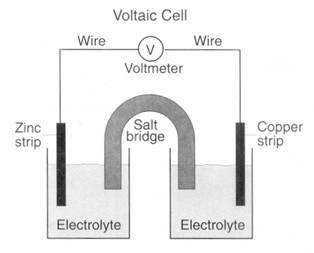 Voltaic Cell
Wire
Wire
V
Voltmeter
Zinc
strip
Salt
bridge
Copper
strip
Electrolyte
Electrolyte